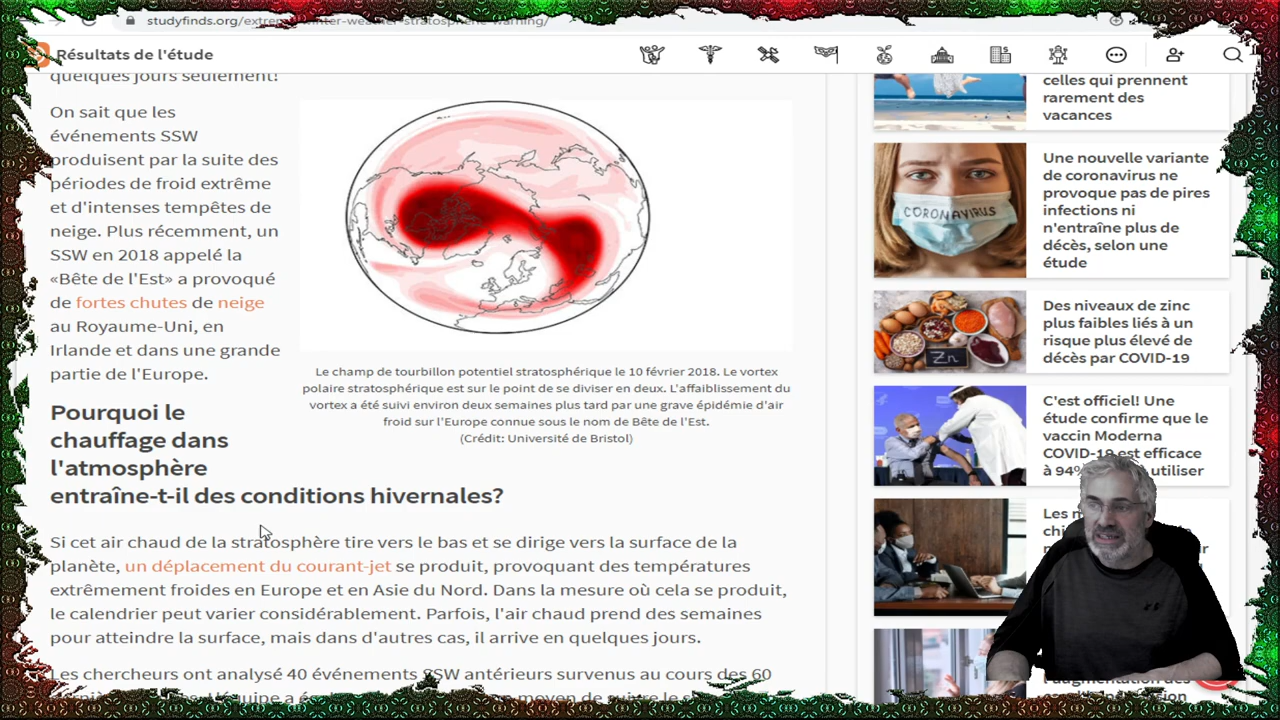 studyfinds.org/extre
inter-weather-stratospheric-warning/
Résultats de l'étude
quelques jours seulement!
On sait que les
événements SSW
produisent par la suite des
périodes de froid extrême
et d'intenses tempêtes de
neige. Plus récemment, un
SSW en 2018 appelé la
«Bête de l'Est» a provoqué
de fortes chutes de neige
au Royaume-Uni, en
Irlande et dans une grande
partie de l'Europe.
Le champ de tourbillon potentiel stratosphérique le 10 février 2018. Le vortex
polaire stratosphérique est sur le point de se diviser en deux. L'affaiblissement du
vortex a été suivi environ deux semaines plus tard par une grave épidémie d'air
froid sur l'Europe connue sous le nom de Bête de l'Est.
(Crédit: Université de Bristol)
Pourquoi le
chauffage dans
l'atmosphère
entraîne-t-il des conditions hivernales?
Si cet air chaud de la stratosphère tire vers le bas et se dirige vers la surface de la
planète, un déplacement du courant-jet se produit, provoquant des températures
extrêmement froides en Europe et en Asie du Nord. Dans la mesure où cela se produit,
le calendrier peut varier considérablement. Parfois, l'air chaud prend des semaines
pour atteindre la surface, mais dans d'autres cas, il arrive en quelques jours.
Les chercheurs ont analysé 40 événements SSW antérieurs survenus au cours des 60
celles qui prennent
rarement des
vacances
CORONAVIRUS
Une nouvelle variante
de coronavirus ne
provoque pas de pires
infections ni
n'entraîne plus de
décès, selon une
étude
Zn
Des niveaux de zinc
plus faibles liés à un
risque plus élevé de
décès par COVID-19
C'est officiel! Une
étude confirme que le
vaccin Moderna
COVID-19 est efficace
à 94% utiliser
Les
l'augmentation des